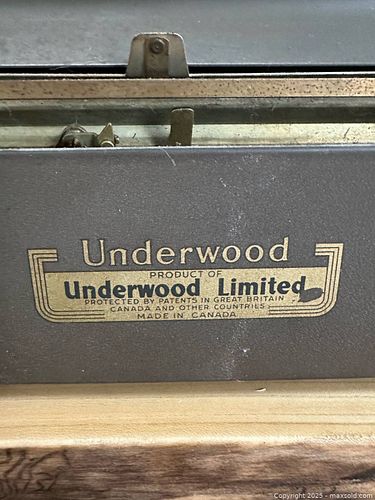 Underwood
PRODUCT OF
Underwood Limited
PROTECTED BY PATENTS IN GREAT BRITAIN
CANADA AND OTHER COUNTRIES
MADE IN CANADA
Copyright 2025 - maxsold.com